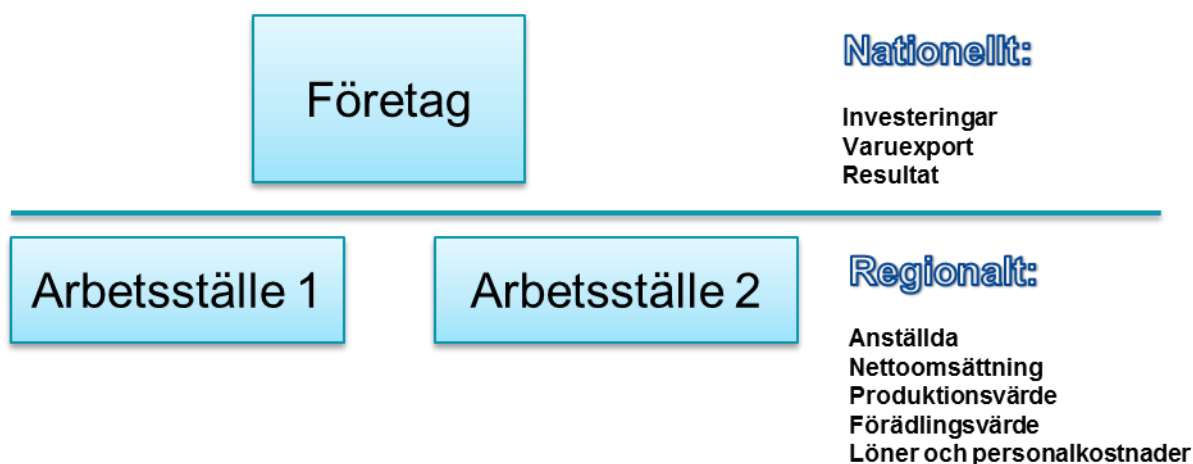 Företag
Nationellt:
Investeringar
Varuexport
Resultat
Arbetsställe 1
Arbetsställe 2
Regionalt:
Anställda
Nettoomsättning
Produktionsvärde
Förädlingsvärde
Löner och personalkostnader